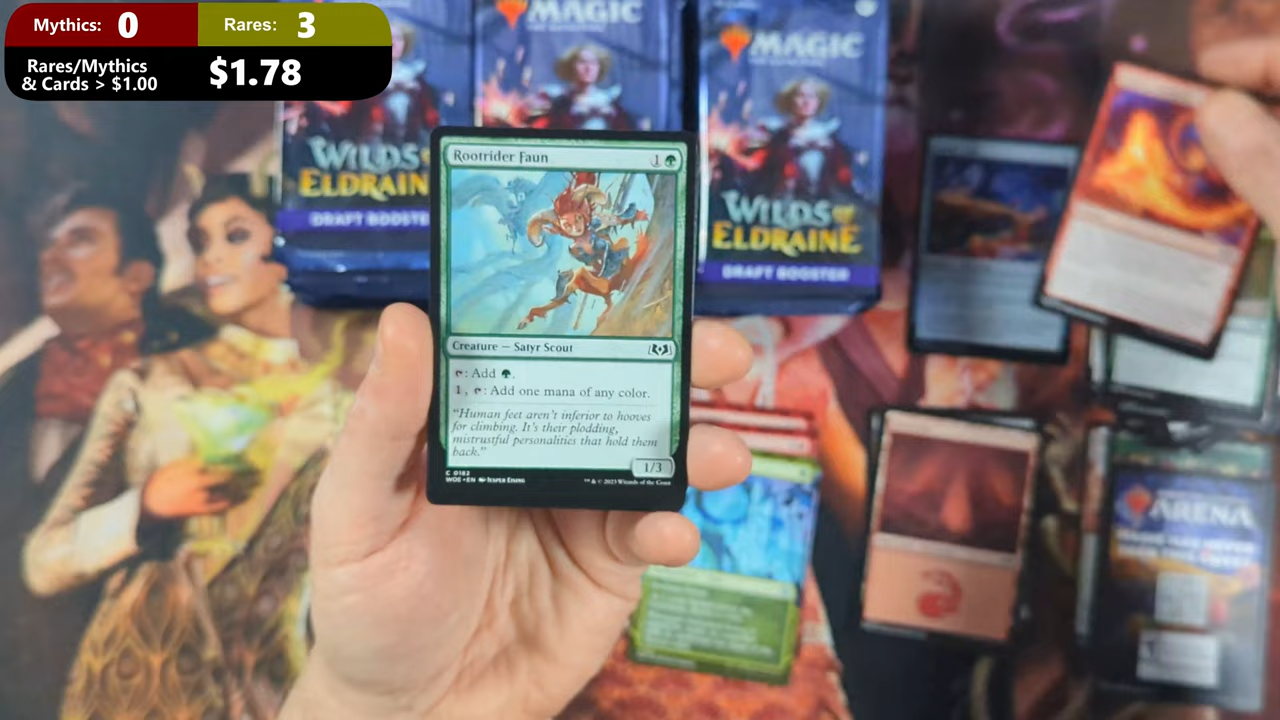 Mythics: 0
Rares: 3
Rares/Mythics
& Cards > $1.00
$1.78
MAGIC
MAGIC
WILDS
ELDRAIN
DRAFT BOOSTER
WILDS OF
ELDRAINE
DRAFT BOOSTER
Rootrider Faun 1
Creature — Satyr Scout
: Add .
1, : Add one mana of any color.
"Human feet aren't inferior to hooves
for climbing. It's their plodding,
mistrustful personalities that hold them
back."
1/3
C 0182
WOE • EN Jesper Ejsing
™ & © 2023 Wizards of the Coast
ARENA